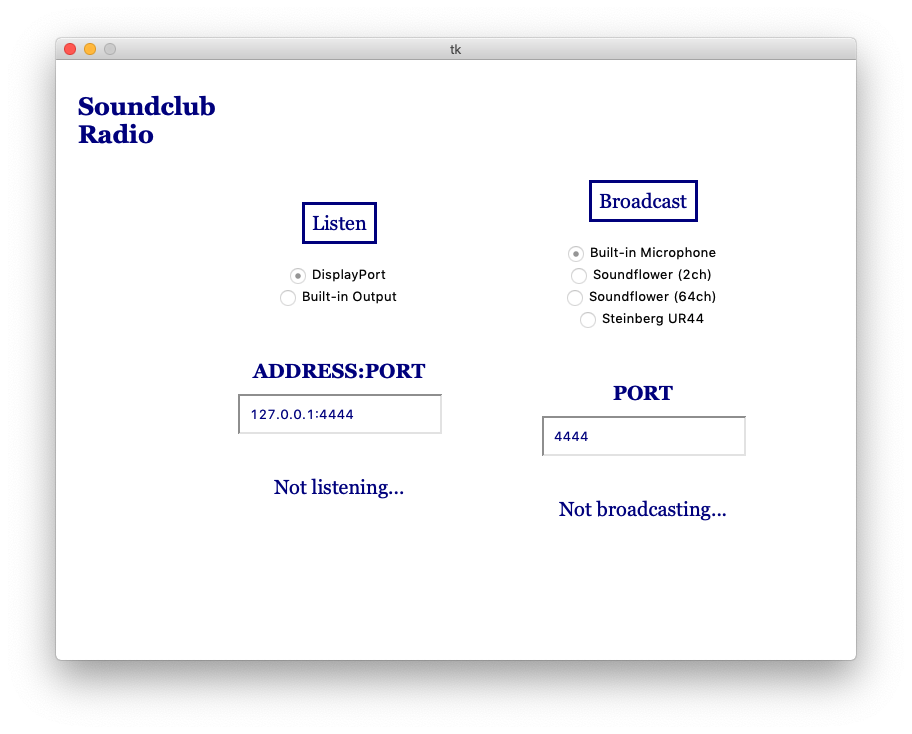 tk
Soundclub
Radio
Listen
DisplayPort
Built-in Output
ADDRESS:PORT
127.0.0.1:4444
Not listening...
Broadcast
Built-in Microphone
Soundflower (2ch)
Soundflower (64ch)
Steinberg UR44
PORT
4444
Not broadcasting...